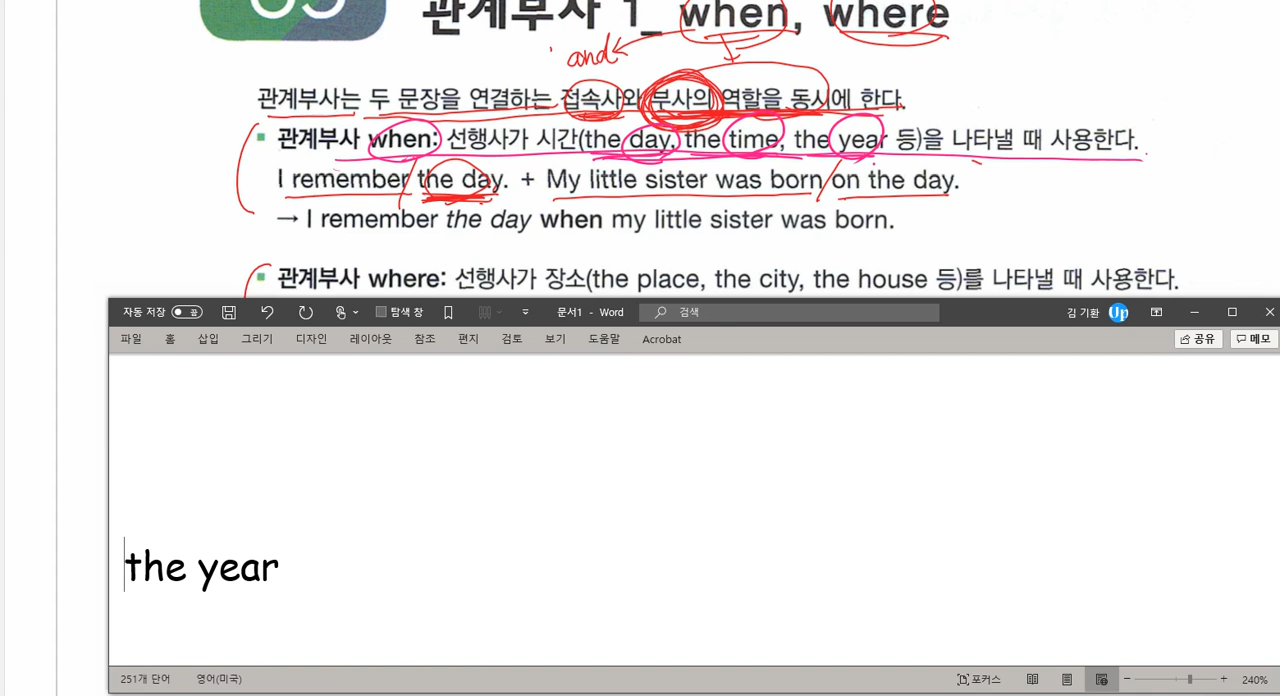 관계부사 1_ when, where
and
관계부사는 두 문장을 연결하는 접속사와 부사의 역할을 동시에 한다.
관계부사 when: 선행사가 시간(the day, the time, the year 등)을 나타낼 때 사용한다.
I remember the day. + My little sister was born on the day.
→ I remember the day when my little sister was born.
관계부사 where: 선행사가 장소(the place, the city, the house 등)를 나타낼 때 사용한다.
자동 저장 끔 탐색 창 문서1 - Word 검색 김 기환 Up
파일 홈 삽입 그리기 디자인 레이아웃 참조 편지 검토 보기 도움말 Acrobat 공유 메모
the year
251개 단어 영어(미국) 포커스 240%